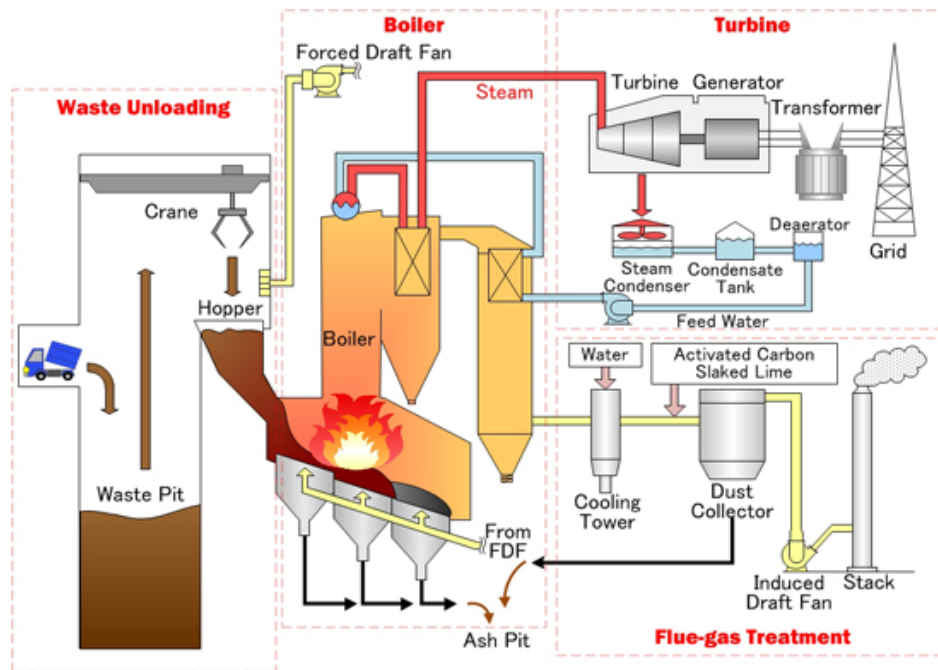 Boiler
Turbine
Forced Draft Fan
Waste Unloading
Steam
Turbine Generator
Transformer
Crane
Deaerator
Grid
Steam
Condenser
Condensate
Tank
Hopper
Feed Water
Boiler
Water
Activated Carbon
Slaked Lime
Waste Pit
Cooling
Tower
Dust
Collector
From
FDF
Induced
Draft Fan
Stack
Ash Pit
Flue-gas Treatment